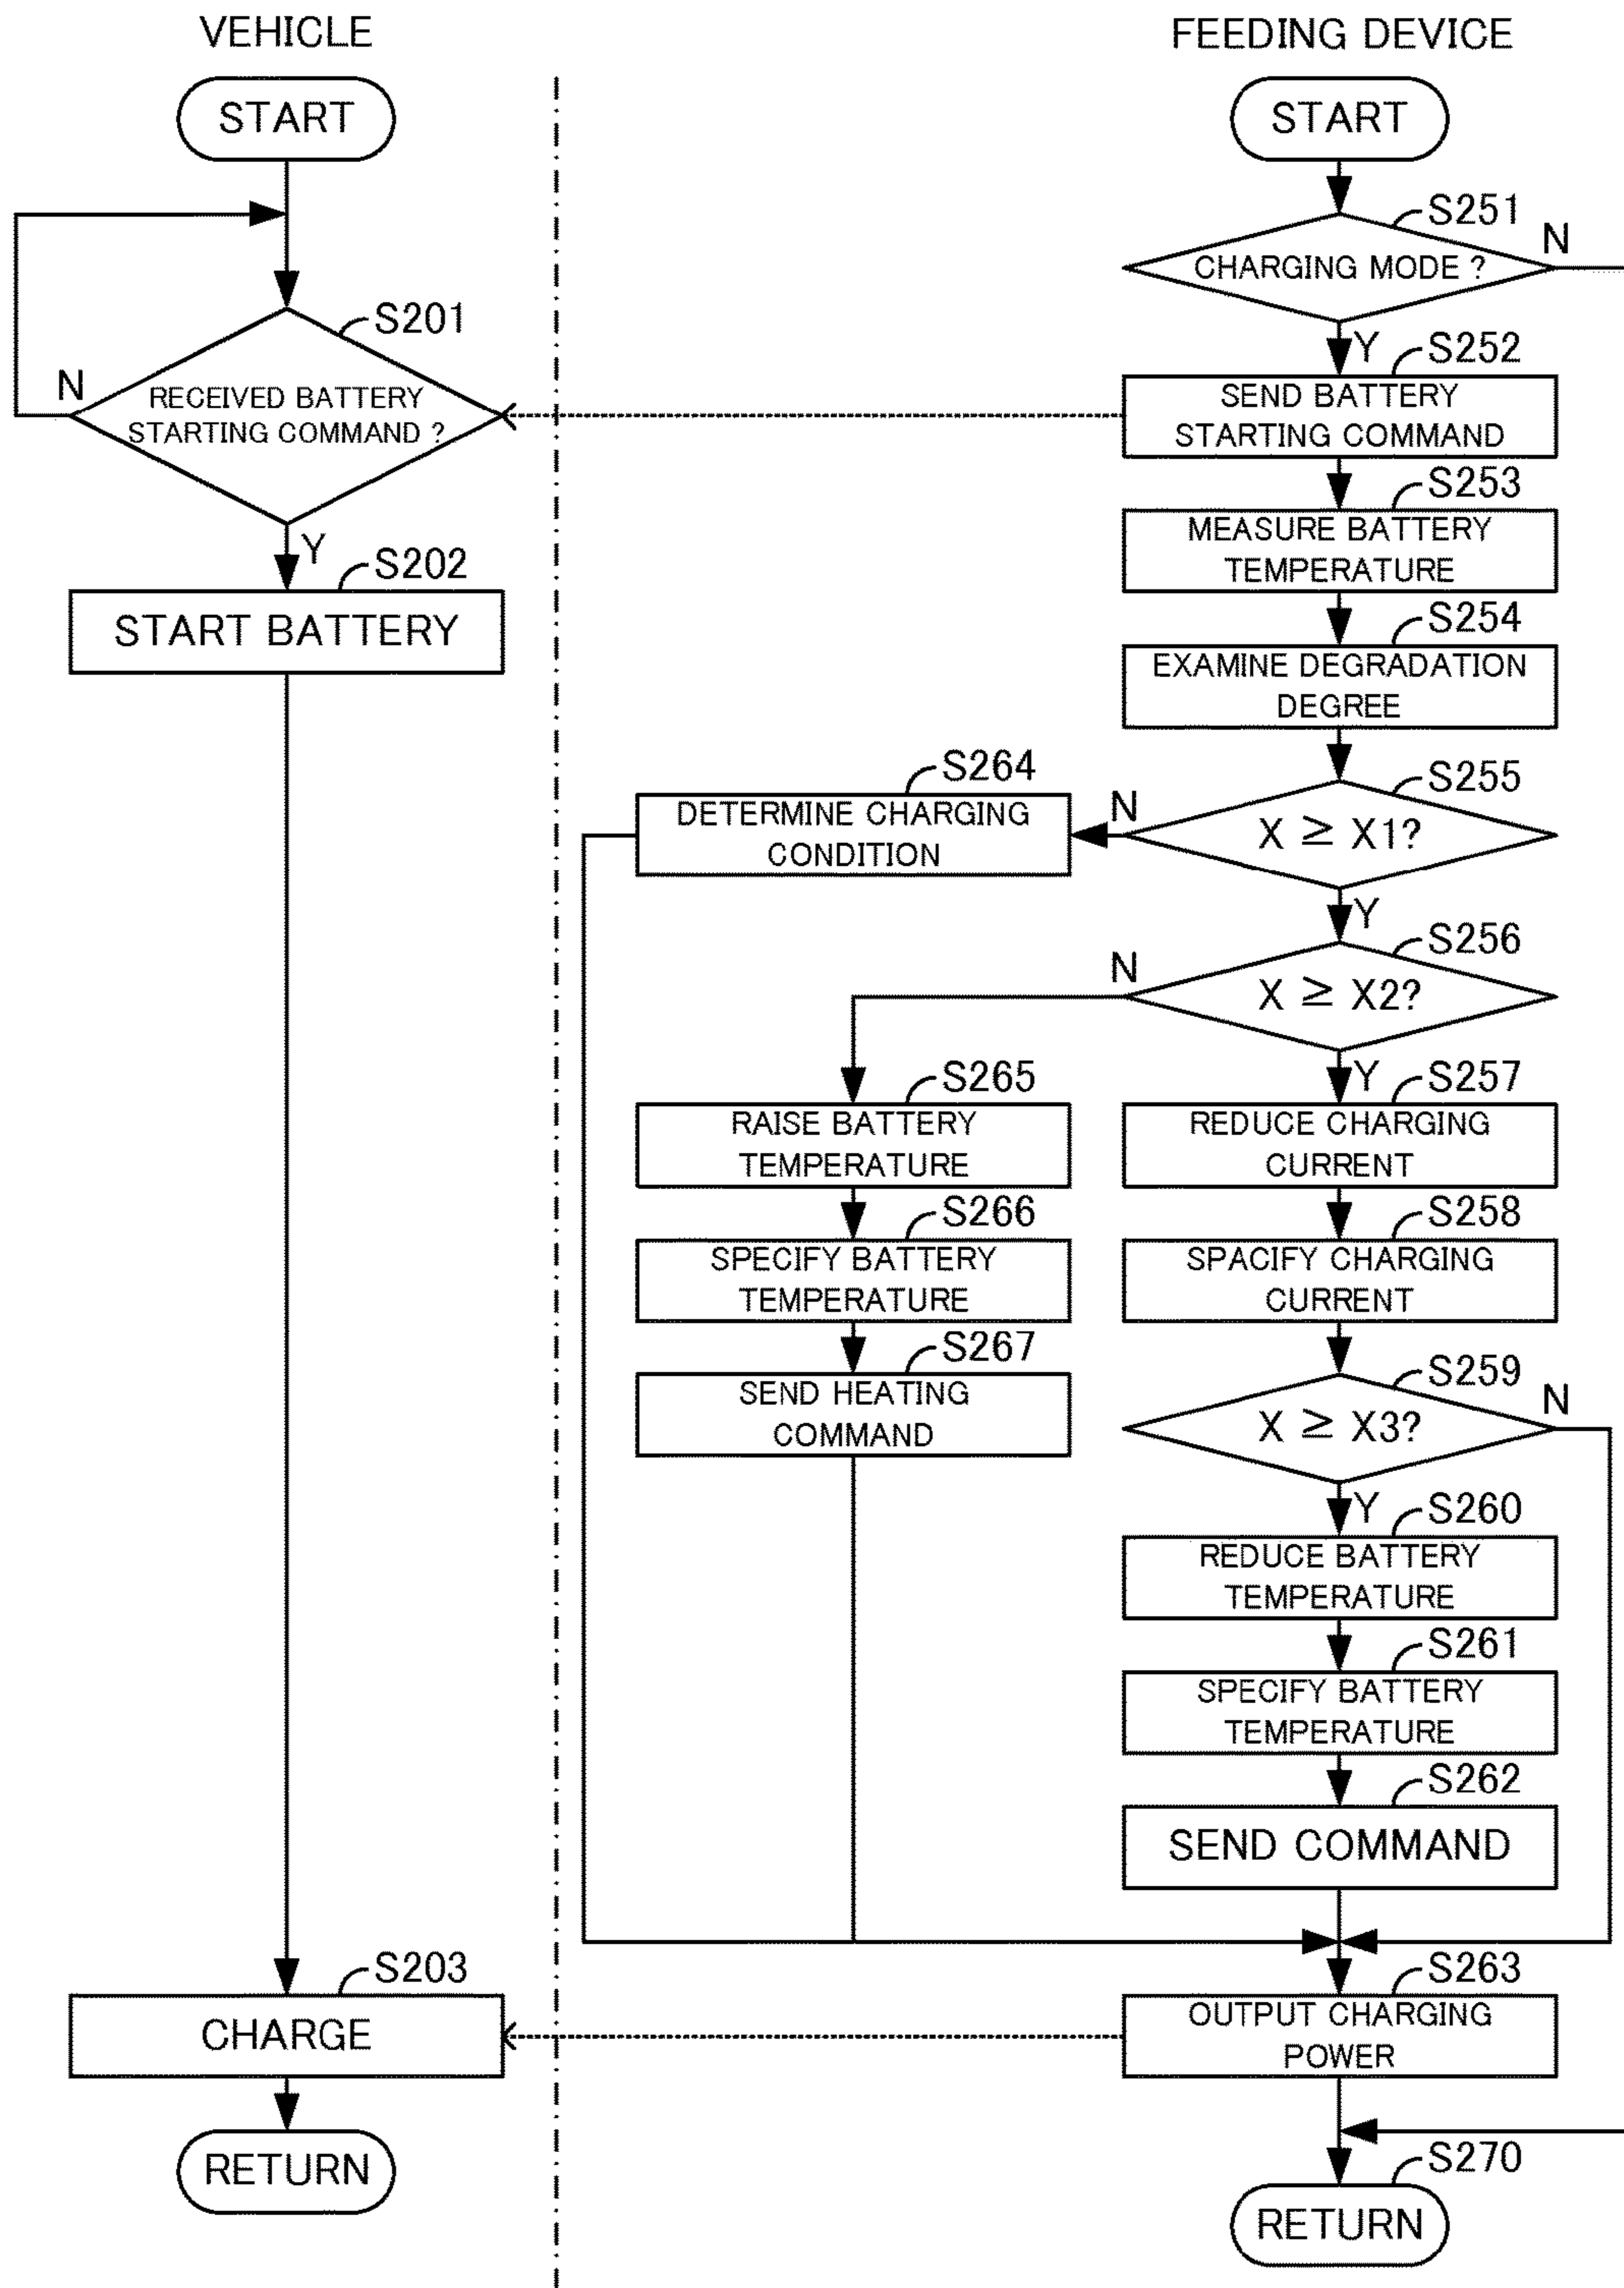 VEHICLE
START
S201
N
RECEIVED BATTERY
STARTING COMMAND ?
Y
S202
START BATTERY
S203
CHARGE
RETURN
FEEDING DEVICE
START
S251
N
CHARGING MODE ?
Y
S252
SEND BATTERY
STARTING COMMAND
S253
MEASURE BATTERY
TEMPERATURE
S254
EXAMINE DEGRADATION
DEGREE
S255
X ≥ X1?
N
S264
DETERMINE CHARGING
CONDITION
Y
S256
X ≥ X2?
N
S265
RAISE BATTERY
TEMPERATURE
S266
SPECIFY BATTERY
TEMPERATURE
S267
SEND HEATING
COMMAND
Y
S257
REDUCE CHARGING
CURRENT
S258
SPACIFY CHARGING
CURRENT
S259
N
X ≥ X3?
Y
S260
REDUCE BATTERY
TEMPERATURE
S261
SPECIFY BATTERY
TEMPERATURE
S262
SEND COMMAND
S263
OUTPUT CHARGING
POWER
S270
RETURN